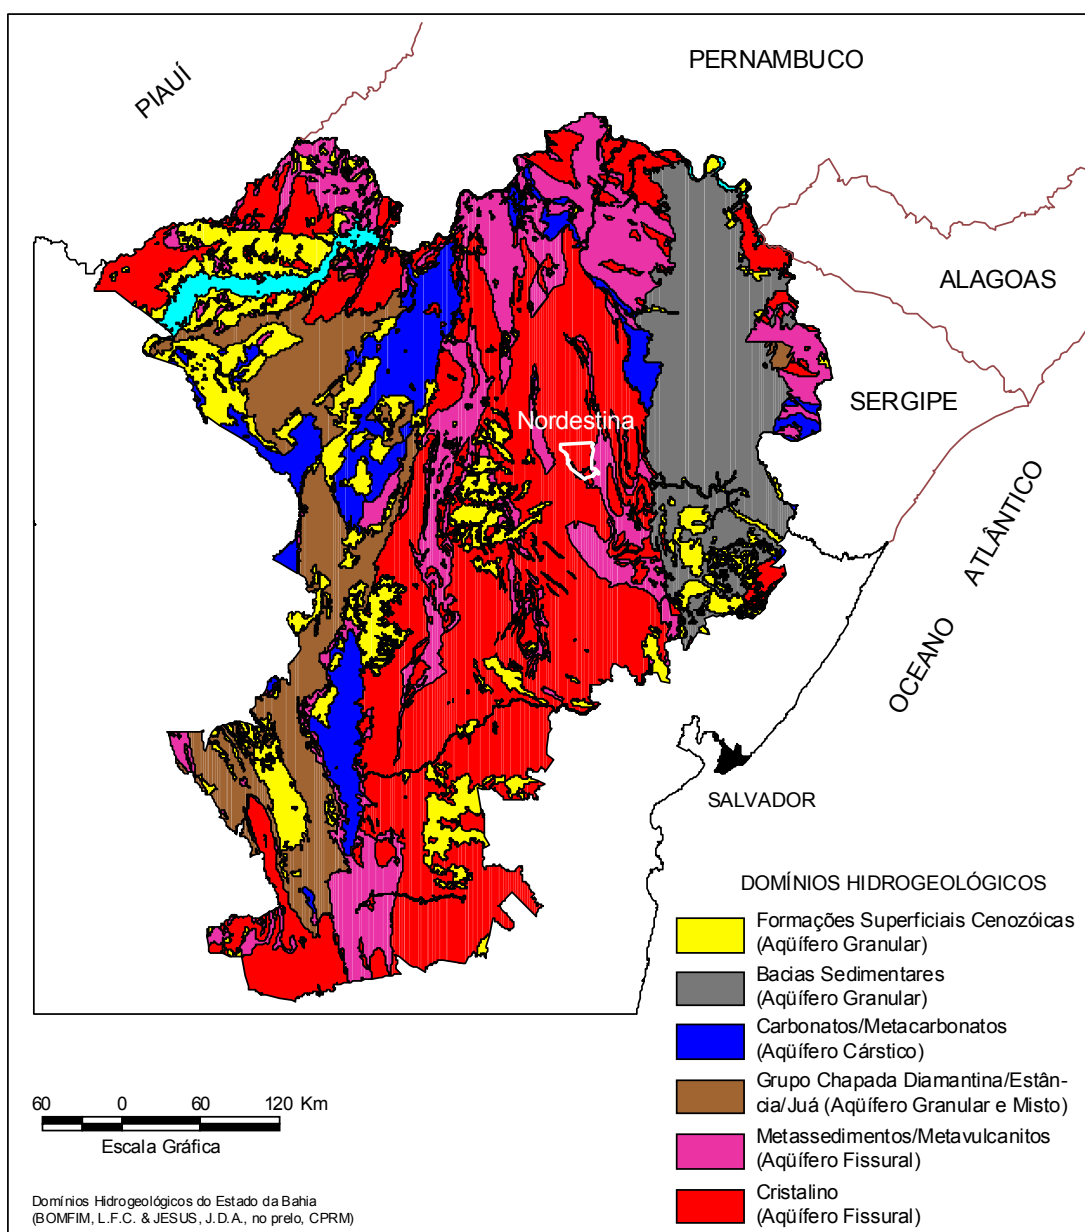 PERNAMBUCO
PIAUÍ
ALAGOAS
SERGIPE
Nordestina
OCEANO ATLÂNTICO
SALVADOR
DOMÍNIOS HIDROGEOLÓGICOS
Formações Superficiais Cenozóicas
(Aqüífero Granular)
Bacias Sedimentares
(Aqüífero Granular)
Carbonatos/Metacarbonatos
(Aqüífero Cárstico)
Grupo Chapada Diamantina/Estân-
cia/Juá (Aqüífero Granular e Misto)
Metassedimentos/Metavulcanitos
(Aqüífero Fissural)
Cristalino
(Aqüífero Fissural)
60 0 60 120 Km
Escala Gráfica
Domínios Hidrogeológicos do Estado da Bahia
(BOMFIM, L.F.C. & JESUS, J.D.A., no prelo, CPRM)